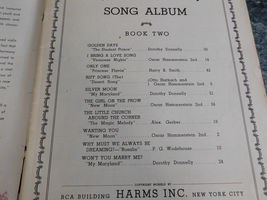 SONG ALBUM
BOOK TWO
GOLDEN DAYS
"The Student Prince" Dorothy Donnelly
I BRING A LOVE SONG
"Viennese Nights" Oscar Hammerstein 2nd.
ONLY ONE
"Princess Flavia" Harry B. Smith
RIFF SONG (The) Otto Harbach and
"Desert Song" Oscar Hammerstein 2nd.
SILVER MOON
"My Maryland" Dorothy Donnelly
THE GIRL ON THE PROW
"New Moon" Oscar Hammerstein 2nd.
THE LITTLE CHURCH
AROUND THE CORNER
"The Magic Melody" Alex. Gerber
WANTING YOU
"New Moon" Oscar Hammerstein 2nd.
WHY MUST WE ALWAYS BE
DREAMING?—"Rosalie" P. G. Wodehouse
WON'T YOU MARRY ME?
"My Maryland" Dorothy Donnelly
HARMS INC.
RCA BUILDING NEW YORK CITY